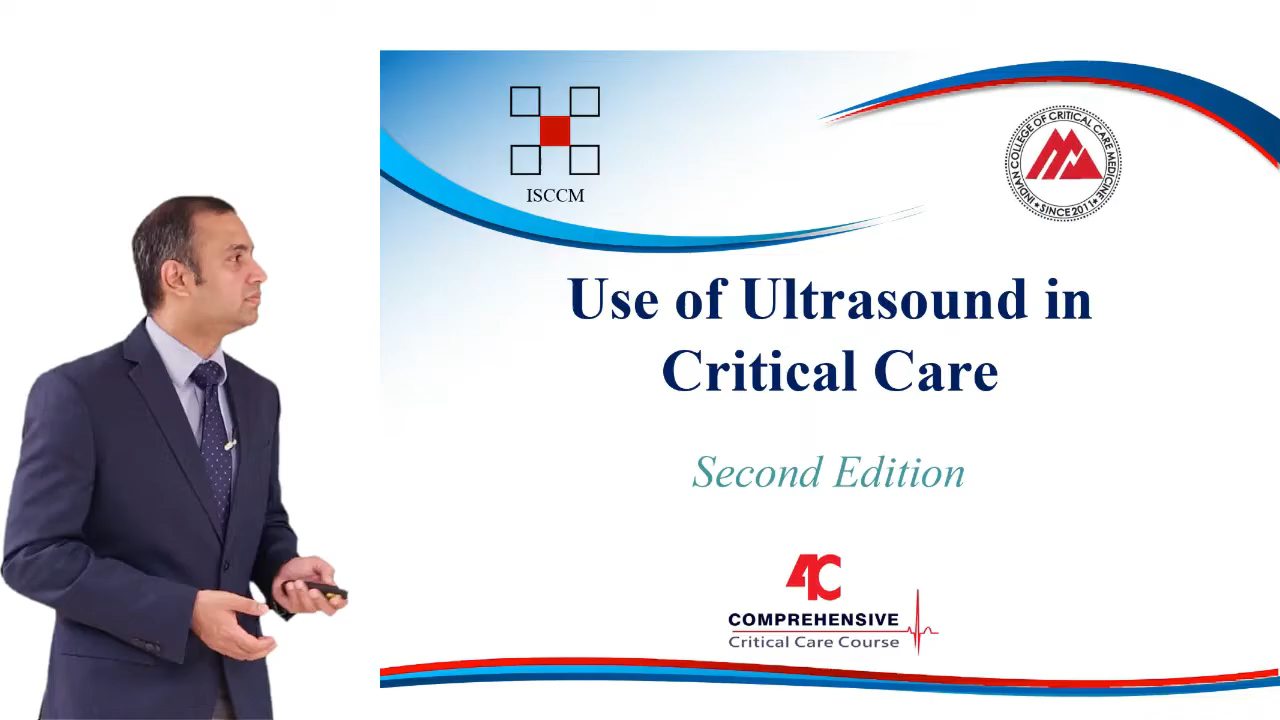 ISCCM
INDIAN COLLEGE OF CRITICAL CARE MEDICINE
★ SINCE 2011 ★
Use of Ultrasound in
Critical Care
Second Edition
4C
COMPREHENSIVE
Critical Care Course